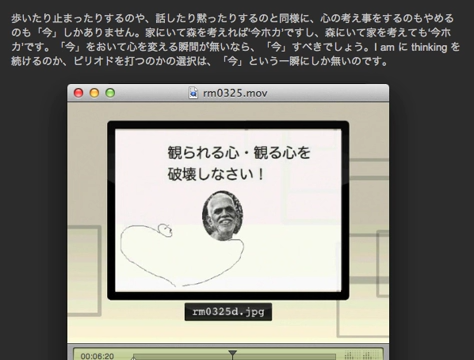 歩いたり止まったりするのや、話したり黙ったりするのと同様に、心の考え事をするのもやめる
のも「今」しかありません。家にいて森を考えれば‘今ホカ’ですし、森にいて家を考えても‘今ホ
カ’です。「今」をおいて心を変える瞬間が無いなら、「今」すべきでしょう。I am に thinking を
続けるのか、ピリオドを打つのかの選択は、「今」という一瞬にしか無いのです。
rm0325.mov
観られる心・観る心を
破壊しなさい！
rm0325d.jpg
00:06:20